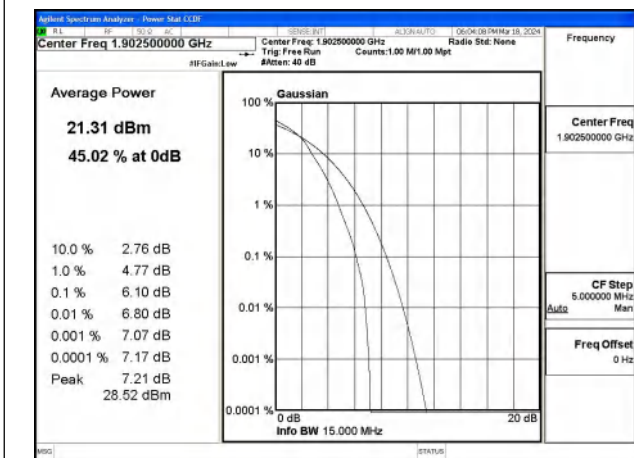 Agilent Spectrum Analyzer - Power Stat CCDF
RL RF 50 Ω AC SENSE:INT ALIGN AUTO 06:04:08 PM Mar 18, 2024
Center Freq 1.902500000 GHz
Center Freq: 1.902500000 GHz Radio Std: None
Trig: Free Run Counts:1.00 M/1.00 Mpt
#IFGain:Low #Atten: 40 dB
Frequency
Average Power
21.31 dBm
45.02 % at 0dB
10.0 % 2.76 dB
1.0 % 4.77 dB
0.1 % 6.10 dB
0.01 % 6.80 dB
0.001 % 7.07 dB
0.0001 % 7.17 dB
Peak 7.21 dB
28.52 dBm
Gaussian
100 %
10 %
1 %
0.1 %
0.01 %
0.001 %
0.0001 %
0 dB 20 dB
Info BW 15.000 MHz
Center Freq
1.902500000 GHz
CF Step
5.000000 MHz
Auto Man
Freq Offset
0 Hz
MSG STATUS